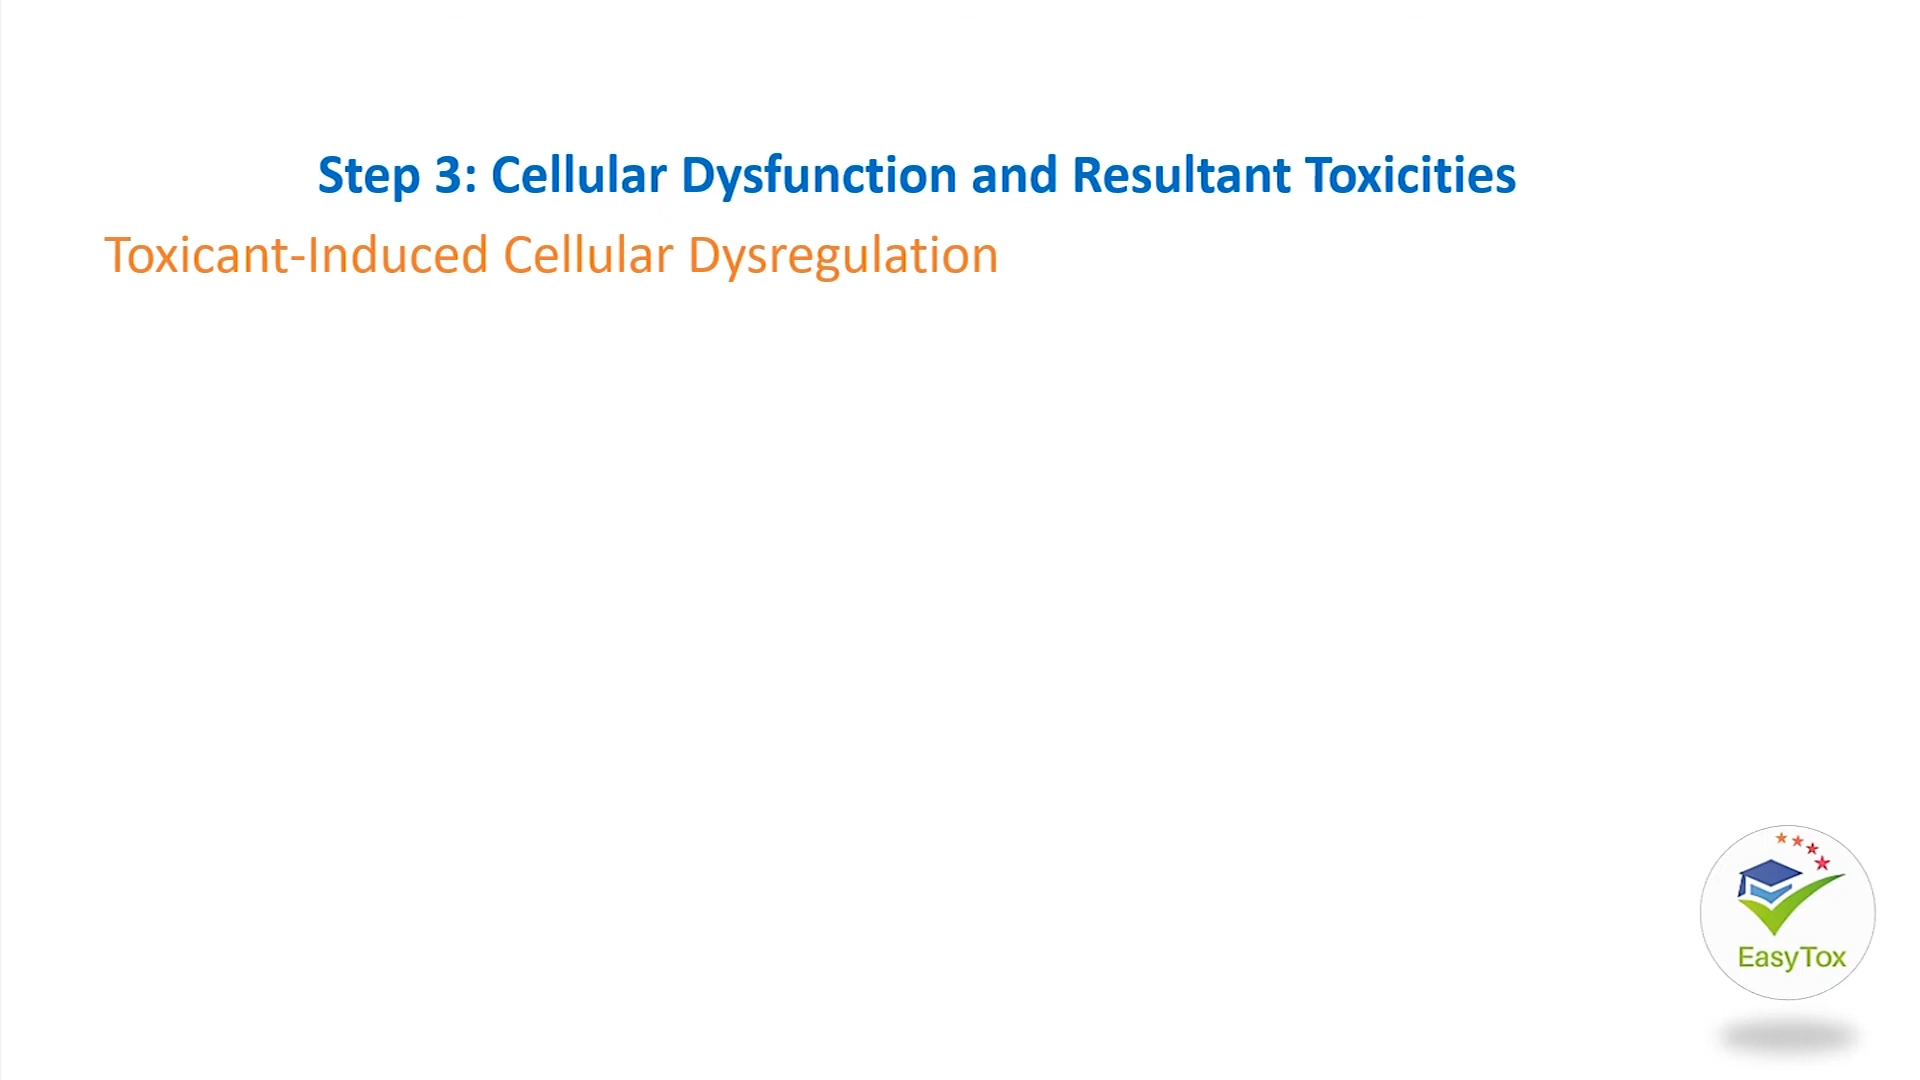 Step 3: Cellular Dysfunction and Resultant Toxicities
Toxicant-Induced Cellular Dysregulation
EasyTox